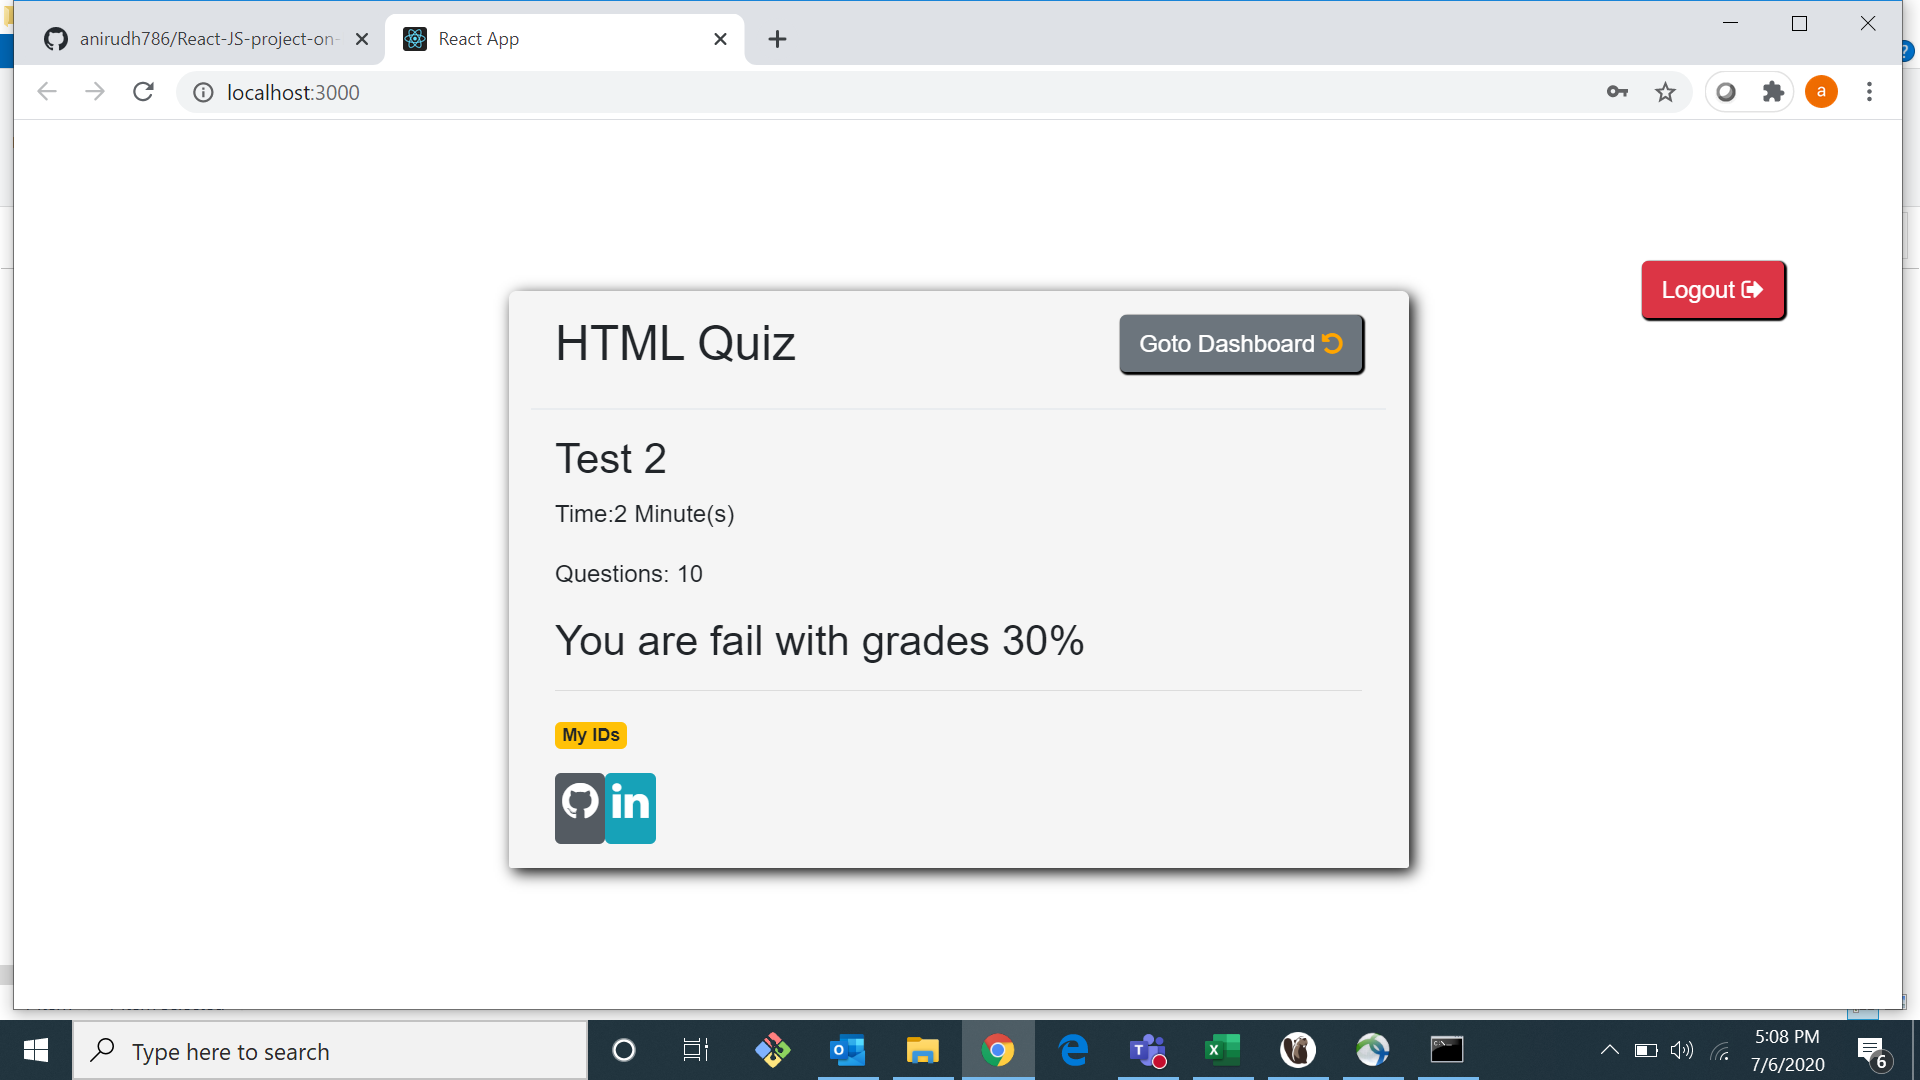 anirudh786/React-JS-project-on-
React App
localhost:3000
a
Logout
HTML Quiz
Goto Dashboard
Test 2
Time:2 Minute(s)
Questions: 10
You are fail with grades 30%
My IDs
in
Type here to search
5:08 PM
7/6/2020
6